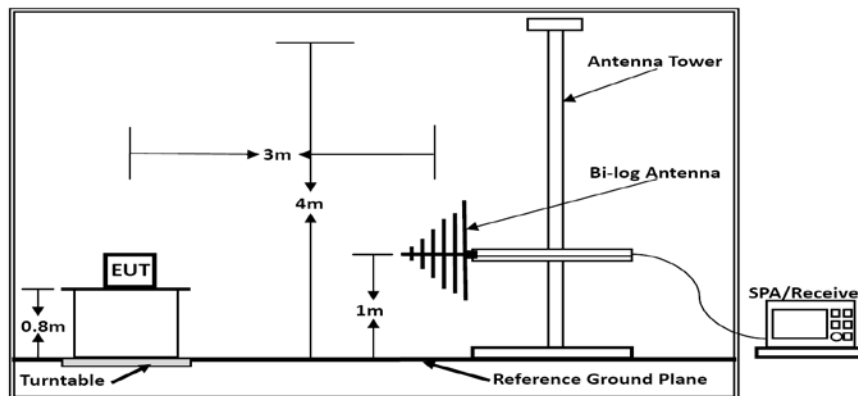 Antenna Tower
3m
Bi-log Antenna
4m
EUT
1m
0.8m
SPA/Receive
Turntable
Reference Ground Plane